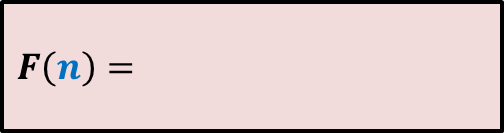 F(n) =